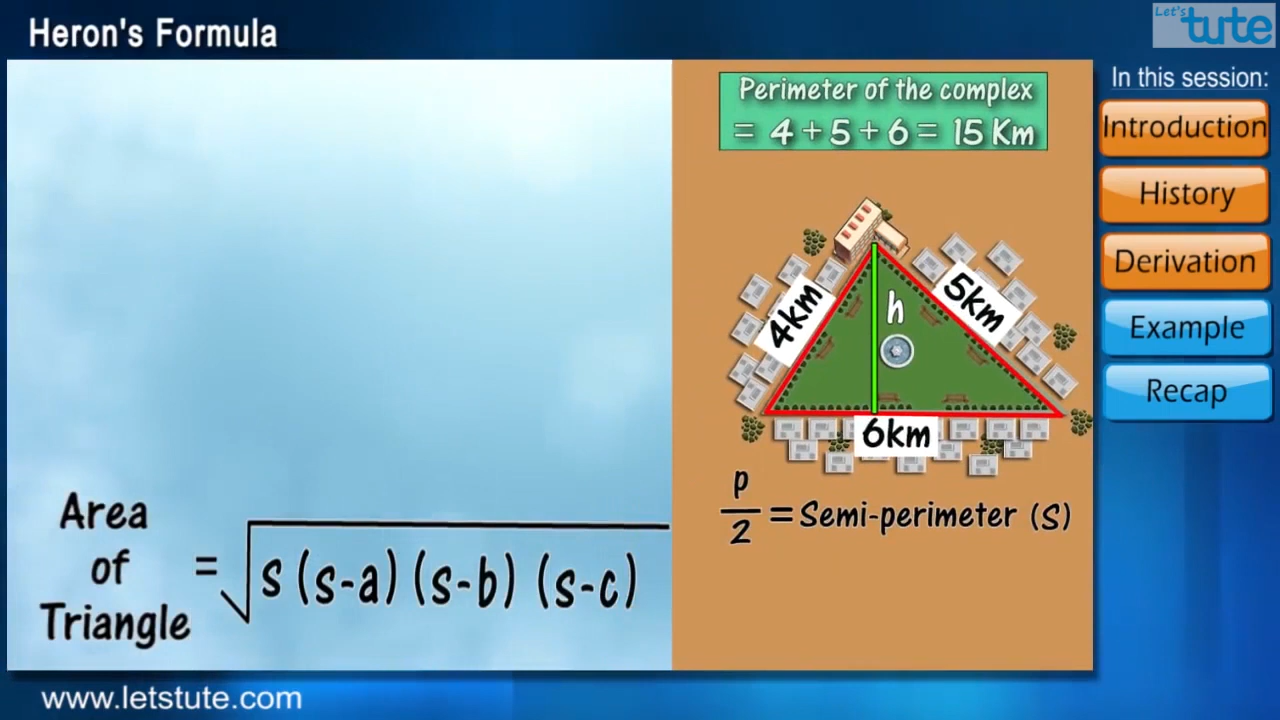 Heron's Formula
Let's
tute
In this session:
Introduction
History
Derivation
Example
Recap
Perimeter of the complex
= 4 + 5 + 6 = 15 Km
4km
h
5km
6km
p/2 = Semi-perimeter (S)
Area
of
Triangle
= √s (s-a) (s-b) (s-c)
www.letstute.com